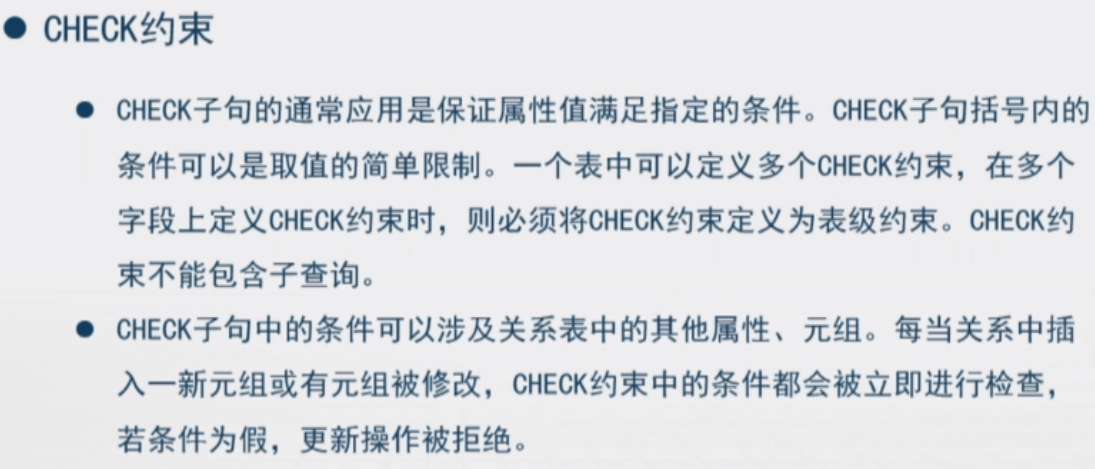 ● CHECK约束
● CHECK子句的通常应用是保证属性值满足指定的条件。CHECK子句括号内的
条件可以是取值的简单限制。一个表中可以定义多个CHECK约束，在多个
字段上定义CHECK约束时，则必须将CHECK约束定义为表级约束。CHECK约
束不能包含子查询。
● CHECK子句中的条件可以涉及关系表中的其他属性、元组。每当关系中插
入一新元组或有元组被修改，CHECK约束中的条件都会被立即进行检查，
若条件为假，更新操作被拒绝。